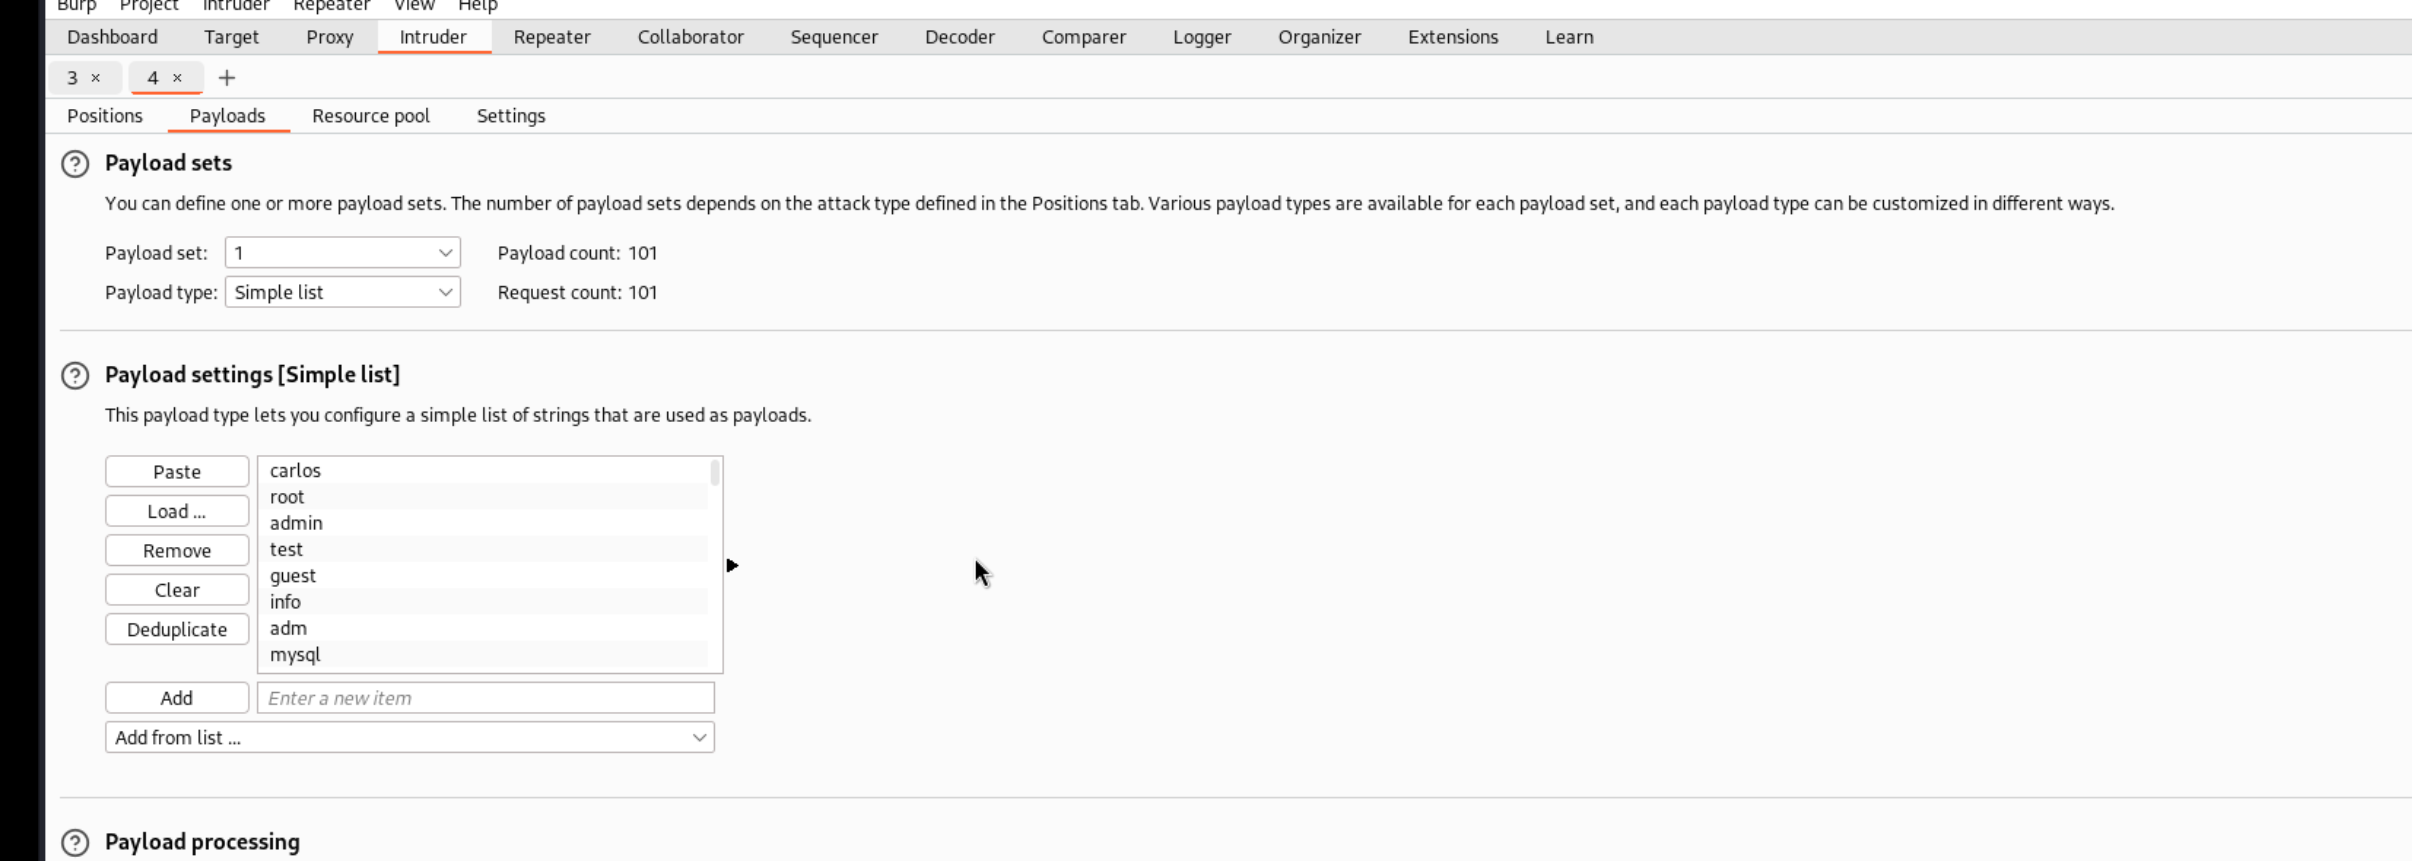 Burp Project Intruder Repeater View Help
Dashboard Target Proxy Intruder Repeater Collaborator Sequencer Decoder Comparer Logger Organizer Extensions Learn
3 × 4 × +
Positions Payloads Resource pool Settings
? Payload sets
You can define one or more payload sets. The number of payload sets depends on the attack type defined in the Positions tab. Various payload types are available for each payload set, and each payload type can be customized in different ways.
Payload set: 1 Payload count: 101
Payload type: Simple list Request count: 101
? Payload settings [Simple list]
This payload type lets you configure a simple list of strings that are used as payloads.
Paste carlos
root
Load ... admin
Remove test
guest
Clear info
Deduplicate adm
mysql
Add Enter a new item
Add from list ...
? Payload processing